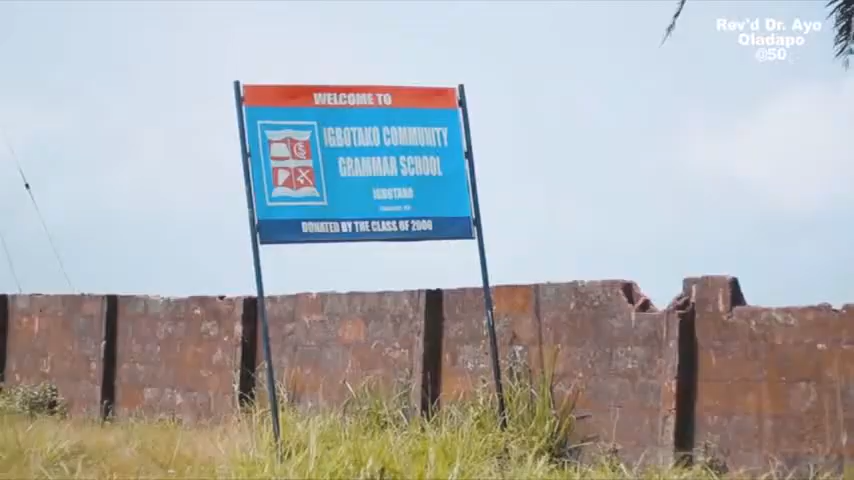 Rev'd Dr. Ayo
Oladapo
@50
WELCOME TO
IGBOTAKO COMMUNITY
GRAMMAR SCHOOL
IGBOTAKO
DONATED BY THE CLASS OF 2000